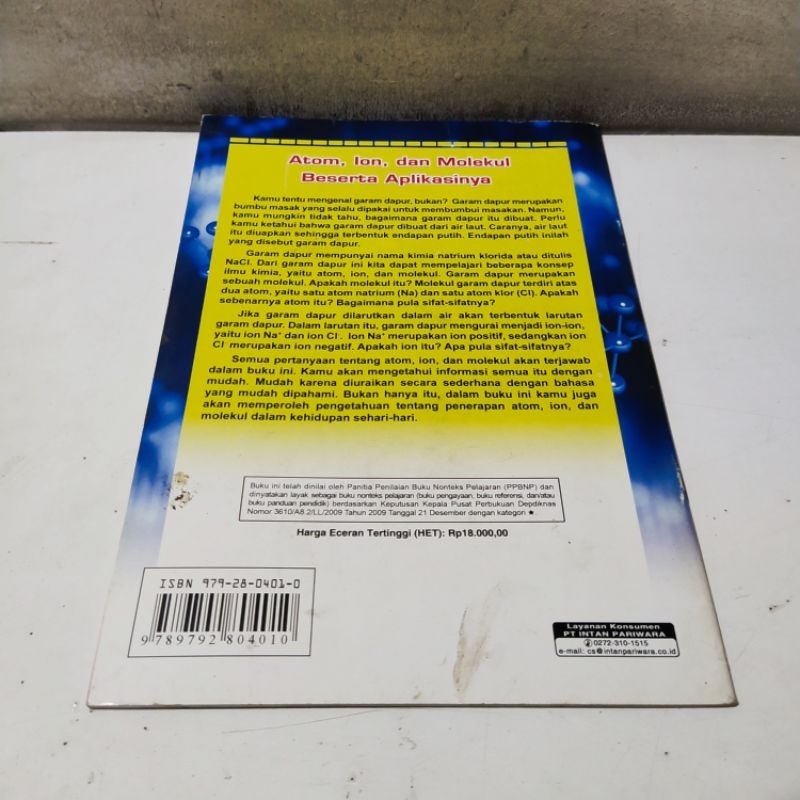 Atom, Ion, dan Molekul
Beserta Aplikasinya
Kamu tentu mengenal garam dapur, bukan? Garam dapur merupakan
bumbu masak yang selalu dipakai untuk membumbui masakan. Namun,
kamu mungkin tidak tahu, bagaimana garam dapur itu dibuat. Perlu
kamu ketahui bahwa garam dapur dibuat dari air laut. Caranya, air laut
itu diuapkan sehingga terbentuk endapan putih. Endapan putih inilah
yang disebut garam dapur.
Garam dapur mempunyai nama kimia natrium klorida atau ditulis
NaCl. Dari garam dapur ini kita dapat mempelajari beberapa konsep
ilmu kimia, yaitu atom, ion, dan molekul. Garam dapur merupakan
sebuah molekul. Apakah molekul itu? Molekul garam dapur terdiri atas
dua atom, yaitu satu atom natrium (Na) dan satu atom klor (Cl). Apakah
sebenarnya atom itu? Bagaimana pula sifat-sifatnya?
Jika garam dapur dilarutkan dalam air akan terbentuk larutan
garam dapur. Dalam larutan itu, garam dapur mengurai menjadi ion-ion,
yaitu ion Na⁺ dan ion Cl⁻. Ion Na⁺ merupakan ion positif, sedangkan ion
Cl⁻ merupakan ion negatif. Apakah ion itu? Apa pula sifat-sifatnya?
Semua pertanyaan tentang atom, ion, dan molekul akan terjawab
dalam buku ini. Kamu akan mengetahui informasi semua itu dengan
mudah. Mudah karena diuraikan secara sederhana dengan bahasa
yang mudah dipahami. Bukan hanya itu, dalam buku ini kamu juga
akan memperoleh pengetahuan tentang penerapan atom, ion, dan
molekul dalam kehidupan sehari-hari.
Buku ini telah dinilai oleh Panitia Penilaian Buku Nonteks Pelajaran (PPBNP) dan
dinyatakan layak sebagai buku nonteks pelajaran (buku pengayaan, buku referensi, dan/atau
buku panduan pendidik) berdasarkan Keputusan Kepala Pusat Perbukuan Depdiknas
Nomor 3610/A8.2/LL/2009 Tahun 2009 Tanggal 21 Desember dengan kategori ★.
Harga Eceran Tertinggi (HET): Rp18.000,00
ISBN 979-28-0401-0
9 789792 804010
Layanan Konsumen
PT INTAN PARIWARA
✆0272-310-1515
e-mail: cs@intanpariwara.co.id